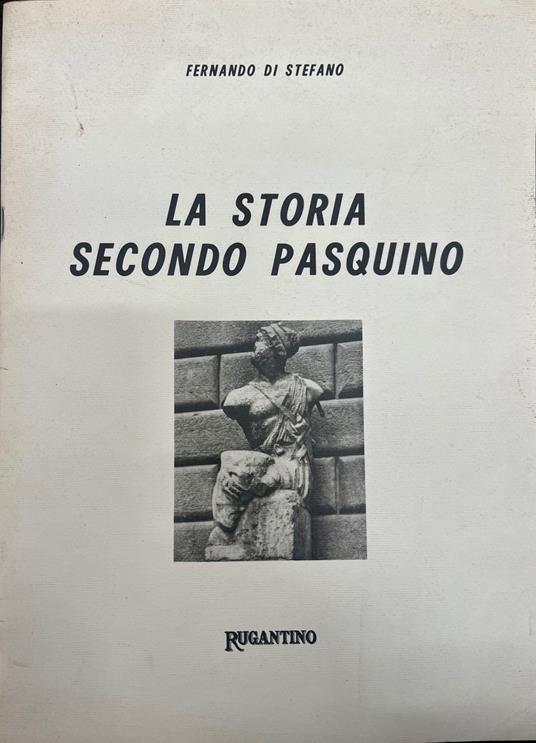 FERNANDO DI STEFANO
LA STORIA
SECONDO PASQUINO
RUGANTINO